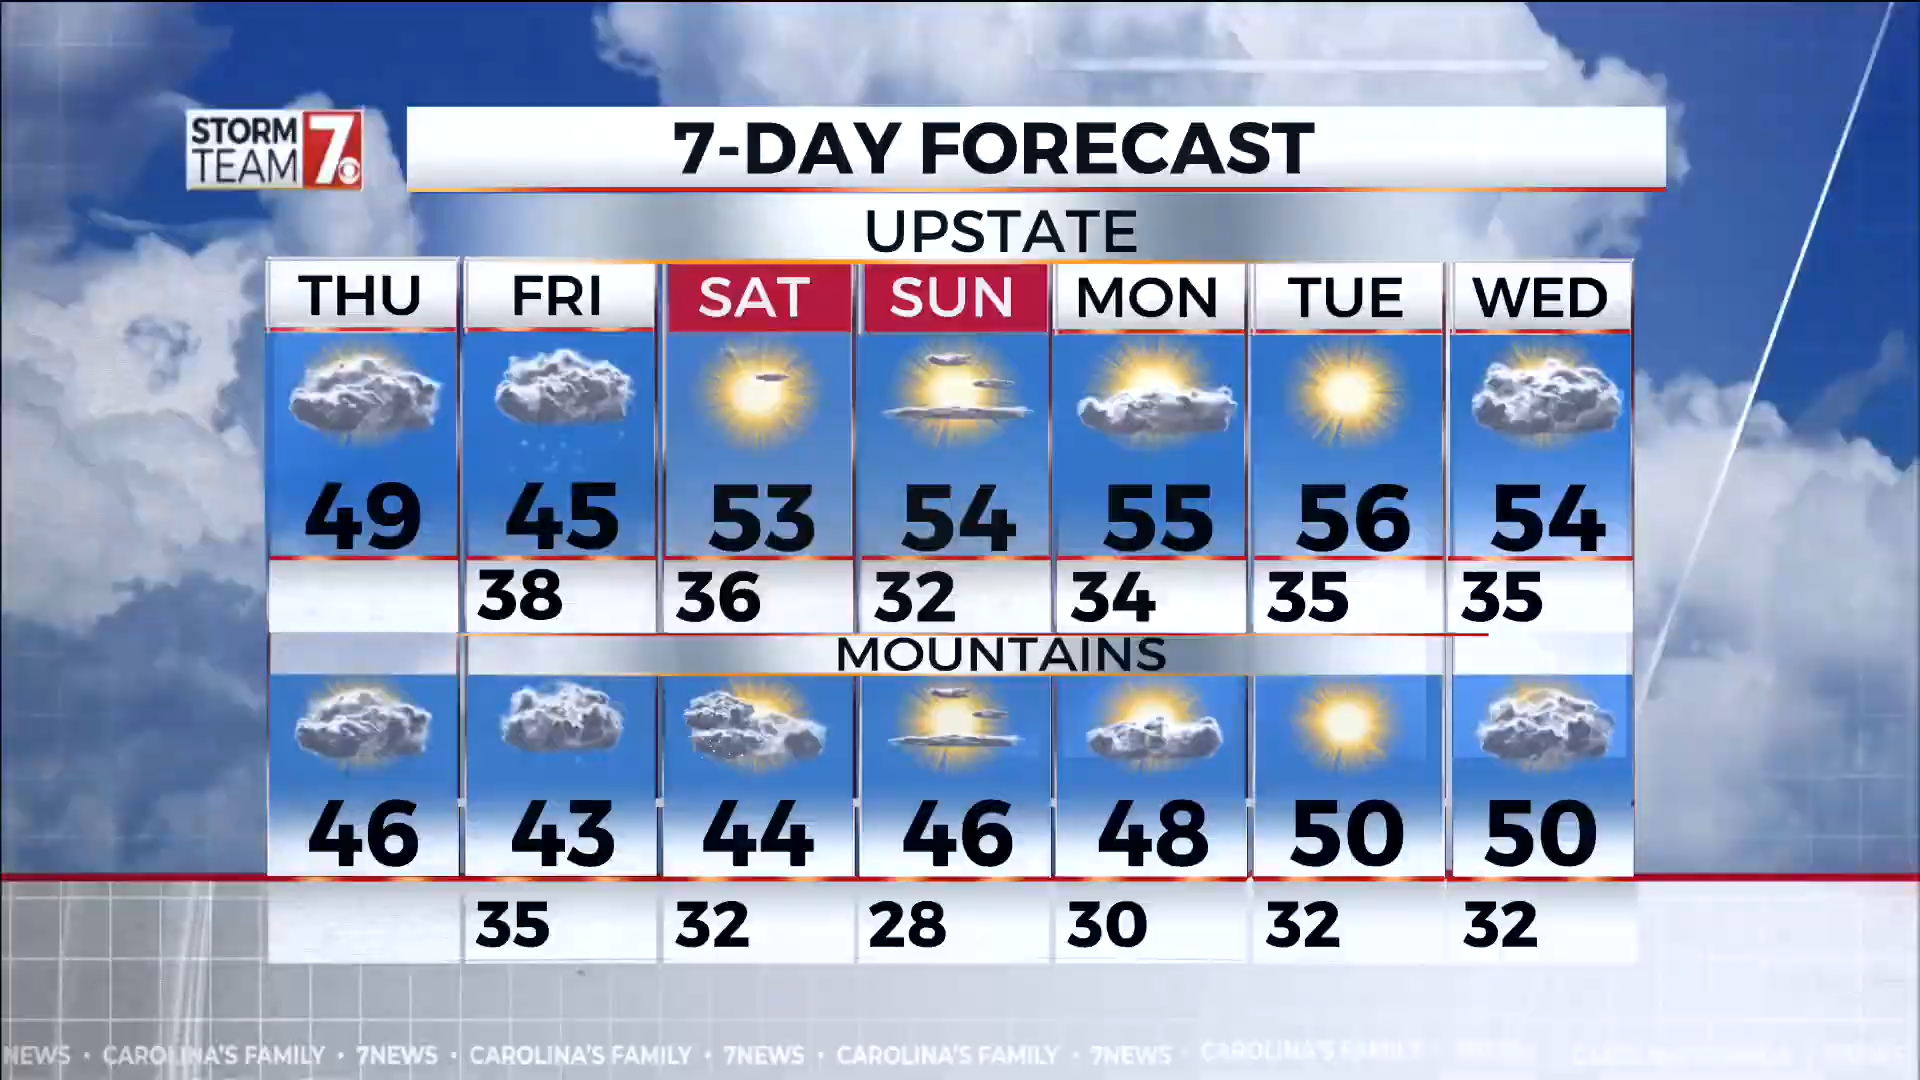 STORM
TEAM 7
7-DAY FORECAST
UPSTATE
THU FRI SAT SUN MON TUE WED
49 45 53 54 55 56 54
38 36 32 34 35 35
MOUNTAINS
46 43 44 46 48 50 50
35 32 28 30 32 32
NEWS • CAROLINA'S FAMILY • 7NEWS • CAROLINA'S FAMILY • 7NEWS • CAROLINA'S FAMILY • 7NEWS CAROLINA'S FAMILY